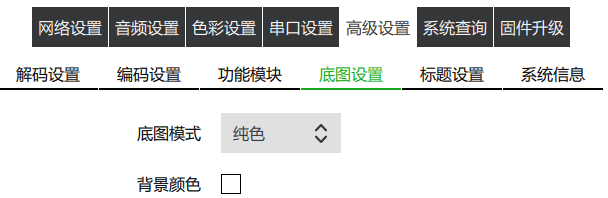 网络设置 音频设置 色彩设置 串口设置 高级设置 系统查询 固件升级
解码设置 编码设置 功能模块 底图设置 标题设置 系统信息
底图模式 纯色
背景颜色